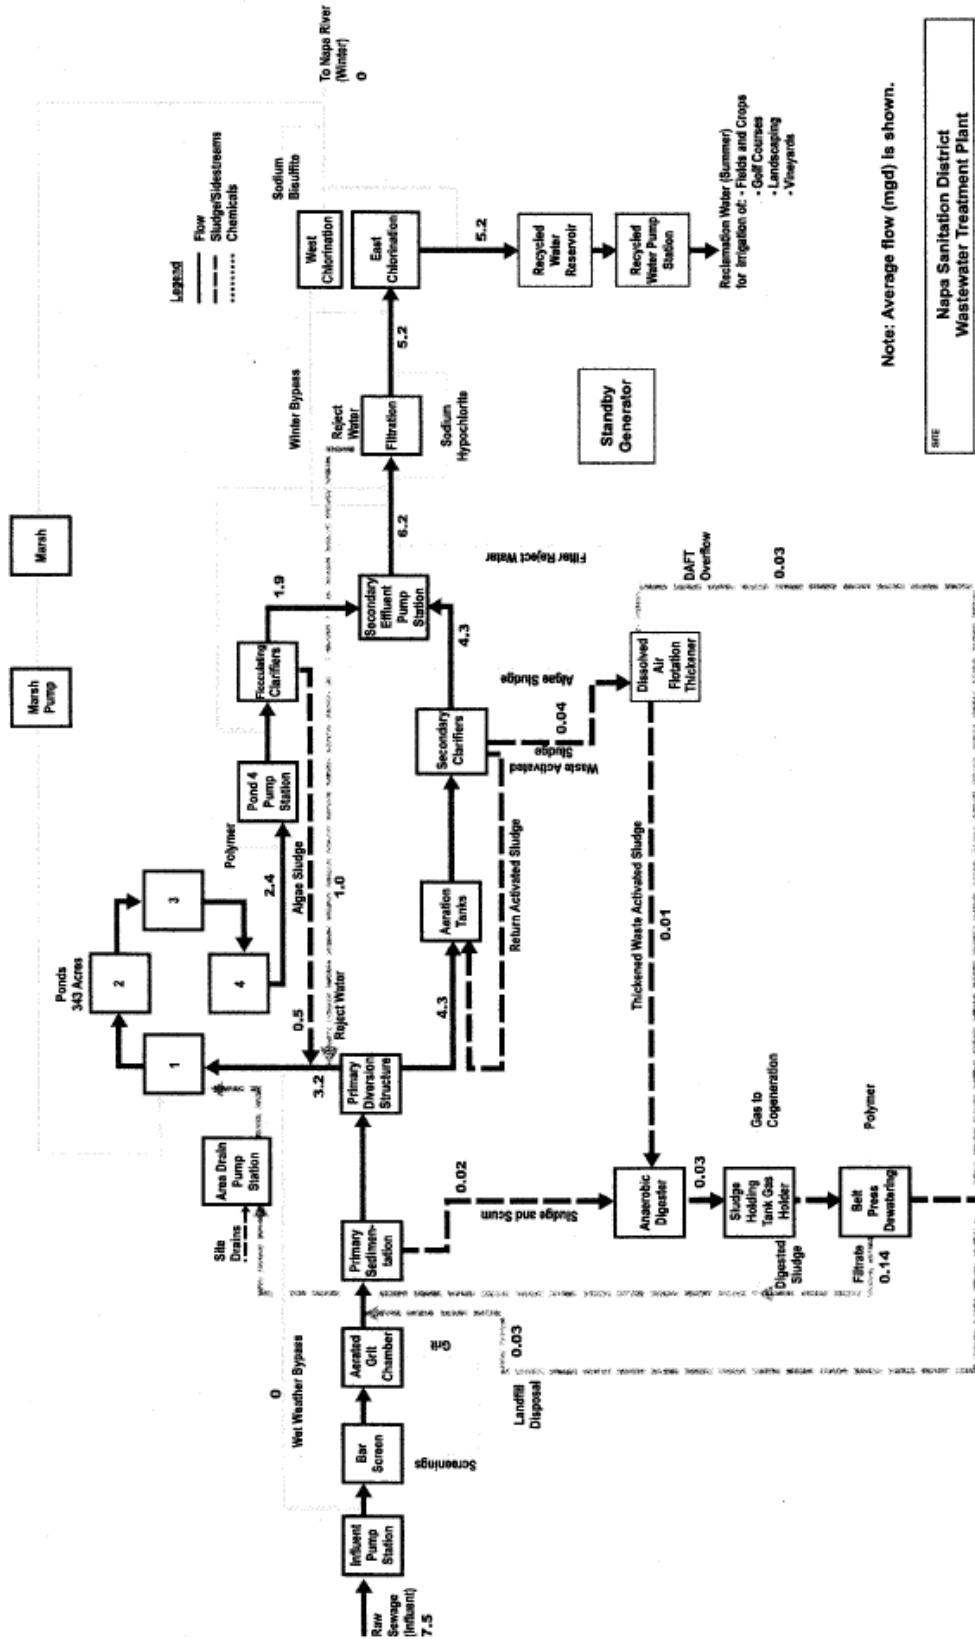 Raw
Sewage
(Influent)
7.5
Influent
Pump
Station
Bar
Screen
Screenings
Aerated
Grit
Chamber
Grit
0
Wet Weather Bypass
Landfill
Disposal
0.03
Primary
Sedimen-
tation
Site
Drains
Area Drain
Pump
Station
Primary
Diversion
Structure
3.2
4.3
Sludge and Scum
0.02
Ponds
343 Acres
1
2
3
4
2.4
Polymer
Pond 4
Pump
Station
Flocculating
Clarifiers
1.9
Algae Sludge
0.5
Reject Water
1.0
Marsh
Pump
Marsh
Aeration
Tanks
Return Activated Sludge
Secondary
Clarifiers
4.3
Waste Activated
Sludge
0.04
Algae Sludge
Secondary
Effluent
Pump
Station
6.2
Filter Reject Water
Winter Bypass
Reject
Water
Filtration
Sodium
Hypochlorite
5.2
West
Chlorination
East
Chlorination
Sodium
Bisulfite
To Napa River
(Winter)
0
5.2
Recycled
Water
Reservoir
Recycled
Water Pump
Station
Reclamation Water (Summer)
for irrigation of: - Fields and Crops
- Golf Courses
- Landscaping
- Vineyards
Dissolved
Air
Flotation
Thickener
DAFT
Overflow
0.03
Thickened Waste Activated Sludge
0.01
Anaerobic
Digester
0.03
Gas to
Cogeneration
Sludge
Holding
Tank Gas
Holder
Digested
Sludge
Polymer
Belt
Press
Dewatering
Filtrate
0.14
Standby
Generator
Legend
Flow
Sludge/Sidestreams
Chemicals
Note: Average flow (mgd) is shown.
SITE
Napa Sanitation District
Wastewater Treatment Plant